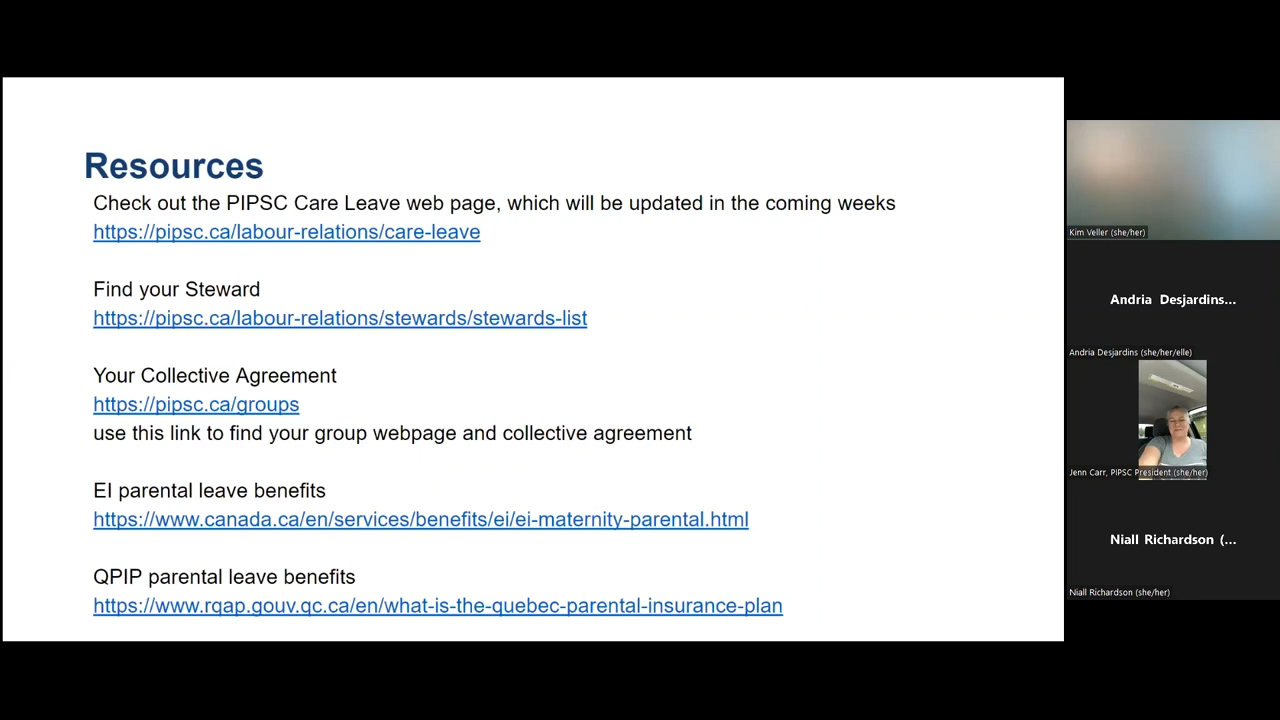 Resources
Check out the PIPSC Care Leave web page, which will be updated in the coming weeks
https://pipsc.ca/labour-relations/care-leave
Find your Steward
https://pipsc.ca/labour-relations/stewards/stewards-list
Your Collective Agreement
https://pipsc.ca/groups
use this link to find your group webpage and collective agreement
EI parental leave benefits
https://www.canada.ca/en/services/benefits/ei/ei-maternity-parental.html
QPIP parental leave benefits
https://www.rqap.gouv.qc.ca/en/what-is-the-quebec-parental-insurance-plan
Kim Veller (she/her)
Andria Desjardins...
Andria Desjardins (she/her/elle)
Jenn Carr, PIPSC President (she/her)
Niall Richardson (...
Niall Richardson (she/her)